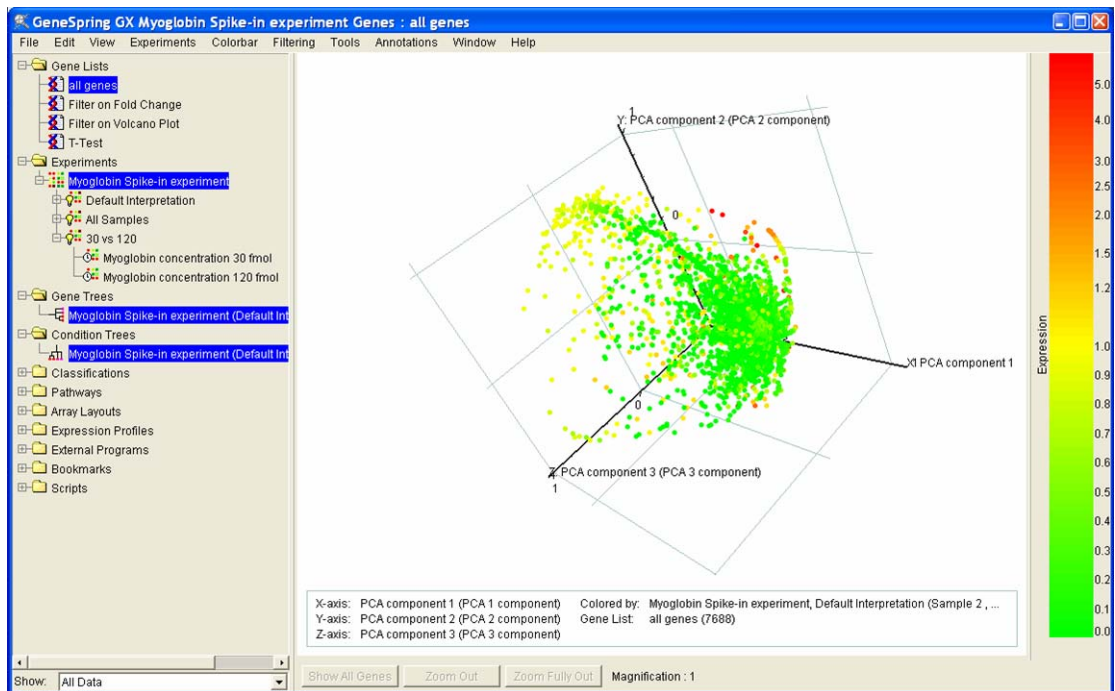 GeneSpring GX Myoglobin Spike-in experiment Genes : all genes
File Edit View Experiments Colorbar Filtering Tools Annotations Window Help
Gene Lists
all genes
Filter on Fold Change
Filter on Volcano Plot
T-Test
Experiments
Myoglobin Spike-in experiment
Default Interpretation
All Samples
30 vs 120
Myoglobin concentration 30 fmol
Myoglobin concentration 120 fmol
Gene Trees
Myoglobin Spike-in experiment (Default Int
Condition Trees
Myoglobin Spike-in experiment (Default Int
Classifications
Pathways
Array Layouts
Expression Profiles
External Programs
Bookmarks
Scripts
Show: All Data
1
Y: PCA component 2 (PCA 2 component)
0
X1 PCA component 1
0
Z: PCA component 3 (PCA 3 component)
1
X-axis: PCA component 1 (PCA 1 component) Colored by: Myoglobin Spike-in experiment, Default Interpretation (Sample 2 , ...
Y-axis: PCA component 2 (PCA 2 component) Gene List: all genes (7688)
Z-axis: PCA component 3 (PCA 3 component)
Show All Genes Zoom Out Zoom Fully Out Magnification : 1
Expression
5.0
4.0
3.0
2.5
2.0
1.5
1.2
1.0
0.9
0.8
0.7
0.6
0.5
0.4
0.3
0.2
0.1
0.0